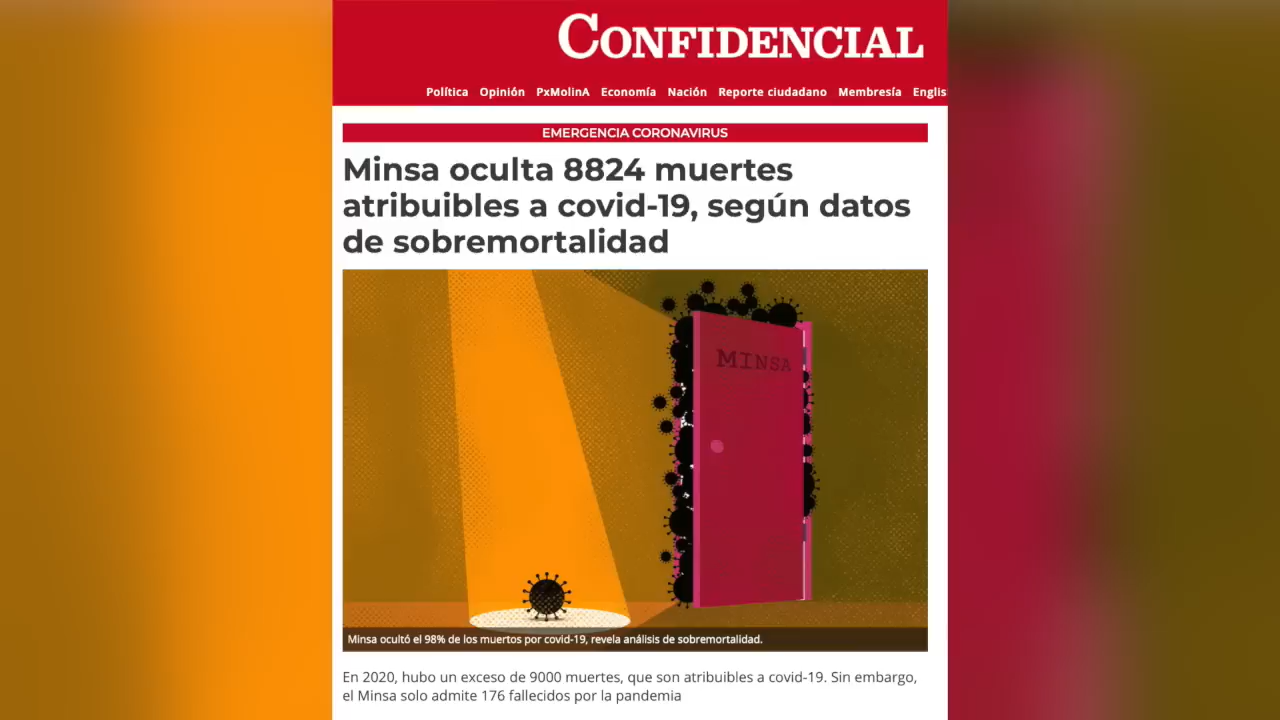 CONFIDENCIAL
Política Opinión PxMolinA Economía Nación Reporte ciudadano Membresía Englis
EMERGENCIA CORONAVIRUS
Minsa oculta 8824 muertes
atribuibles a covid-19, según datos
de sobremortalidad
MINSA
Minsa ocultó el 98% de los muertos por covid-19, revela análisis de sobremortalidad.
En 2020, hubo un exceso de 9000 muertes, que son atribuibles a covid-19. Sin embargo,
el Minsa solo admite 176 fallecidos por la pandemia